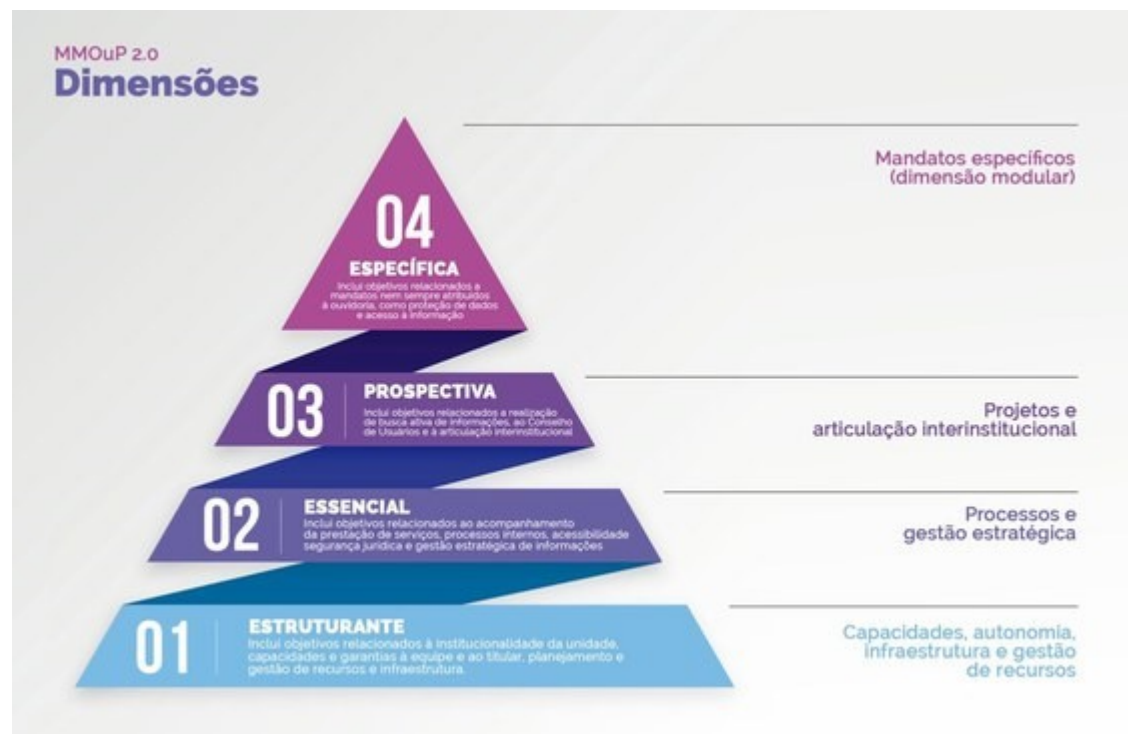 MMOuP 2.0
Dimensões
Mandatos específicos
(dimensão modular)
04
ESPECÍFICA
Inclui objetivos relacionados a
mandatos nem sempre atribuídos
à ouvidoria, como proteção de dados
e acesso à informação
03
PROSPECTIVA
Inclui objetivos relacionados a realização
de busca ativa de informações, ao Conselho
de Usuários e à articulação interinstitucional
Projetos e
articulação interinstitucional
02
ESSENCIAL
Inclui objetivos relacionados ao acompanhamento
da prestação de serviços, processos internos, acessibilidade
segurança jurídica e gestão estratégica de informações
Processos e
gestão estratégica
01
ESTRUTURANTE
Inclui objetivos relacionados à institucionalidade da unidade,
capacidades e garantias à equipe e ao titular, planejamento e
gestão de recursos e infraestrutura.
Capacidades, autonomia,
infraestrutura e gestão
de recursos